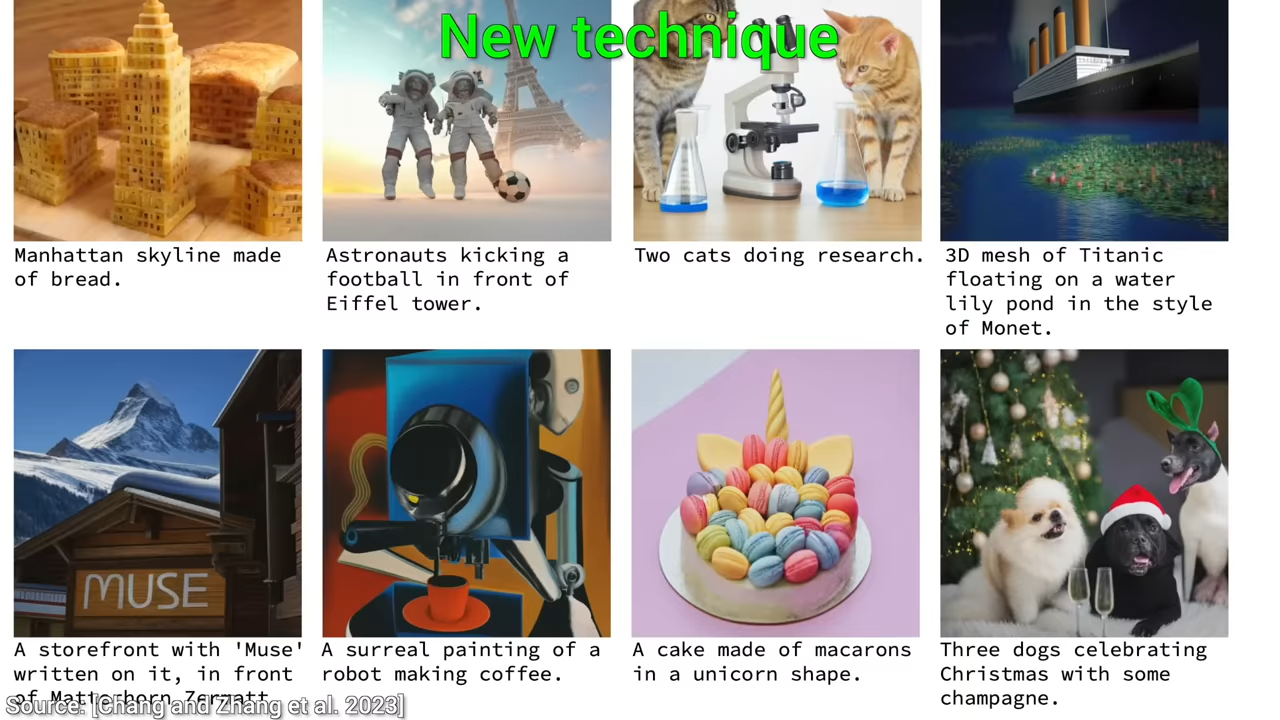 New technique
Manhattan skyline made
of bread.
Astronauts kicking a
football in front of
Eiffel tower.
Two cats doing research.
3D mesh of Titanic
floating on a water
lily pond in the style
of Monet.
MUSE
A storefront with 'Muse'
written on it, in front
of Matterhorn Zermatt.
A surreal painting of a
robot making coffee.
A cake made of macarons
in a unicorn shape.
Three dogs celebrating
Christmas with some
champagne.
Source: [Chang and Zhang et al. 2023]